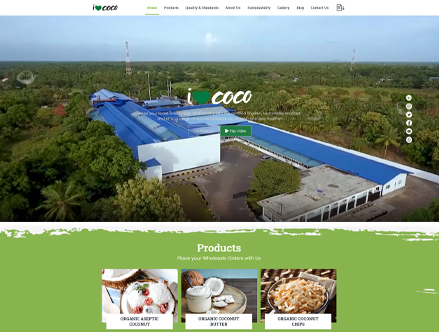 i coco
Home Products Quality & Standards About Us Sustainability Gallery Blog Contact Us
i coco
Play Video
Products
Place your Wholesale Orders with Us
ORGANIC ASEPTIC
COCONUT
ORGANIC COCONUT
BUTTER
ORGANIC COCONUT
CHIPS